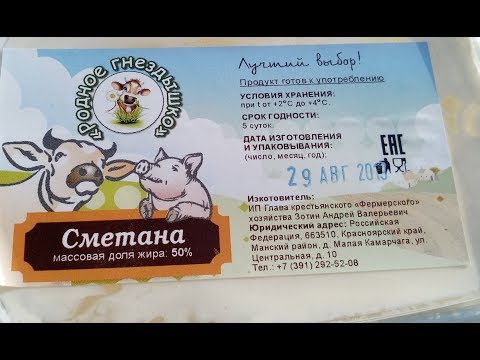 «Родное гнездышко»
Сметана
массовая доля жира: 50%
Лучший выбор!
Продукт готов к употреблению
УСЛОВИЯ ХРАНЕНИЯ:
при t от +2°С до +4°С.
СРОК ГОДНОСТИ:
5 суток.
ДАТА ИЗГОТОВЛЕНИЯ
И УПАКОВЫВАНИЯ:
(число, месяц, год):
EAC
29 АВГ
Изготовитель:
ИП Глава крестьянского «Фермерского»
хозяйства Зотин Андрей Валерьевич
Юридический адрес: Российская
Федерация, 663510, Красноярский край,
Манский район, д. Малая Камарчага, ул.
Центральная, д. 10
Тел.: +7 (391) 292-52-08